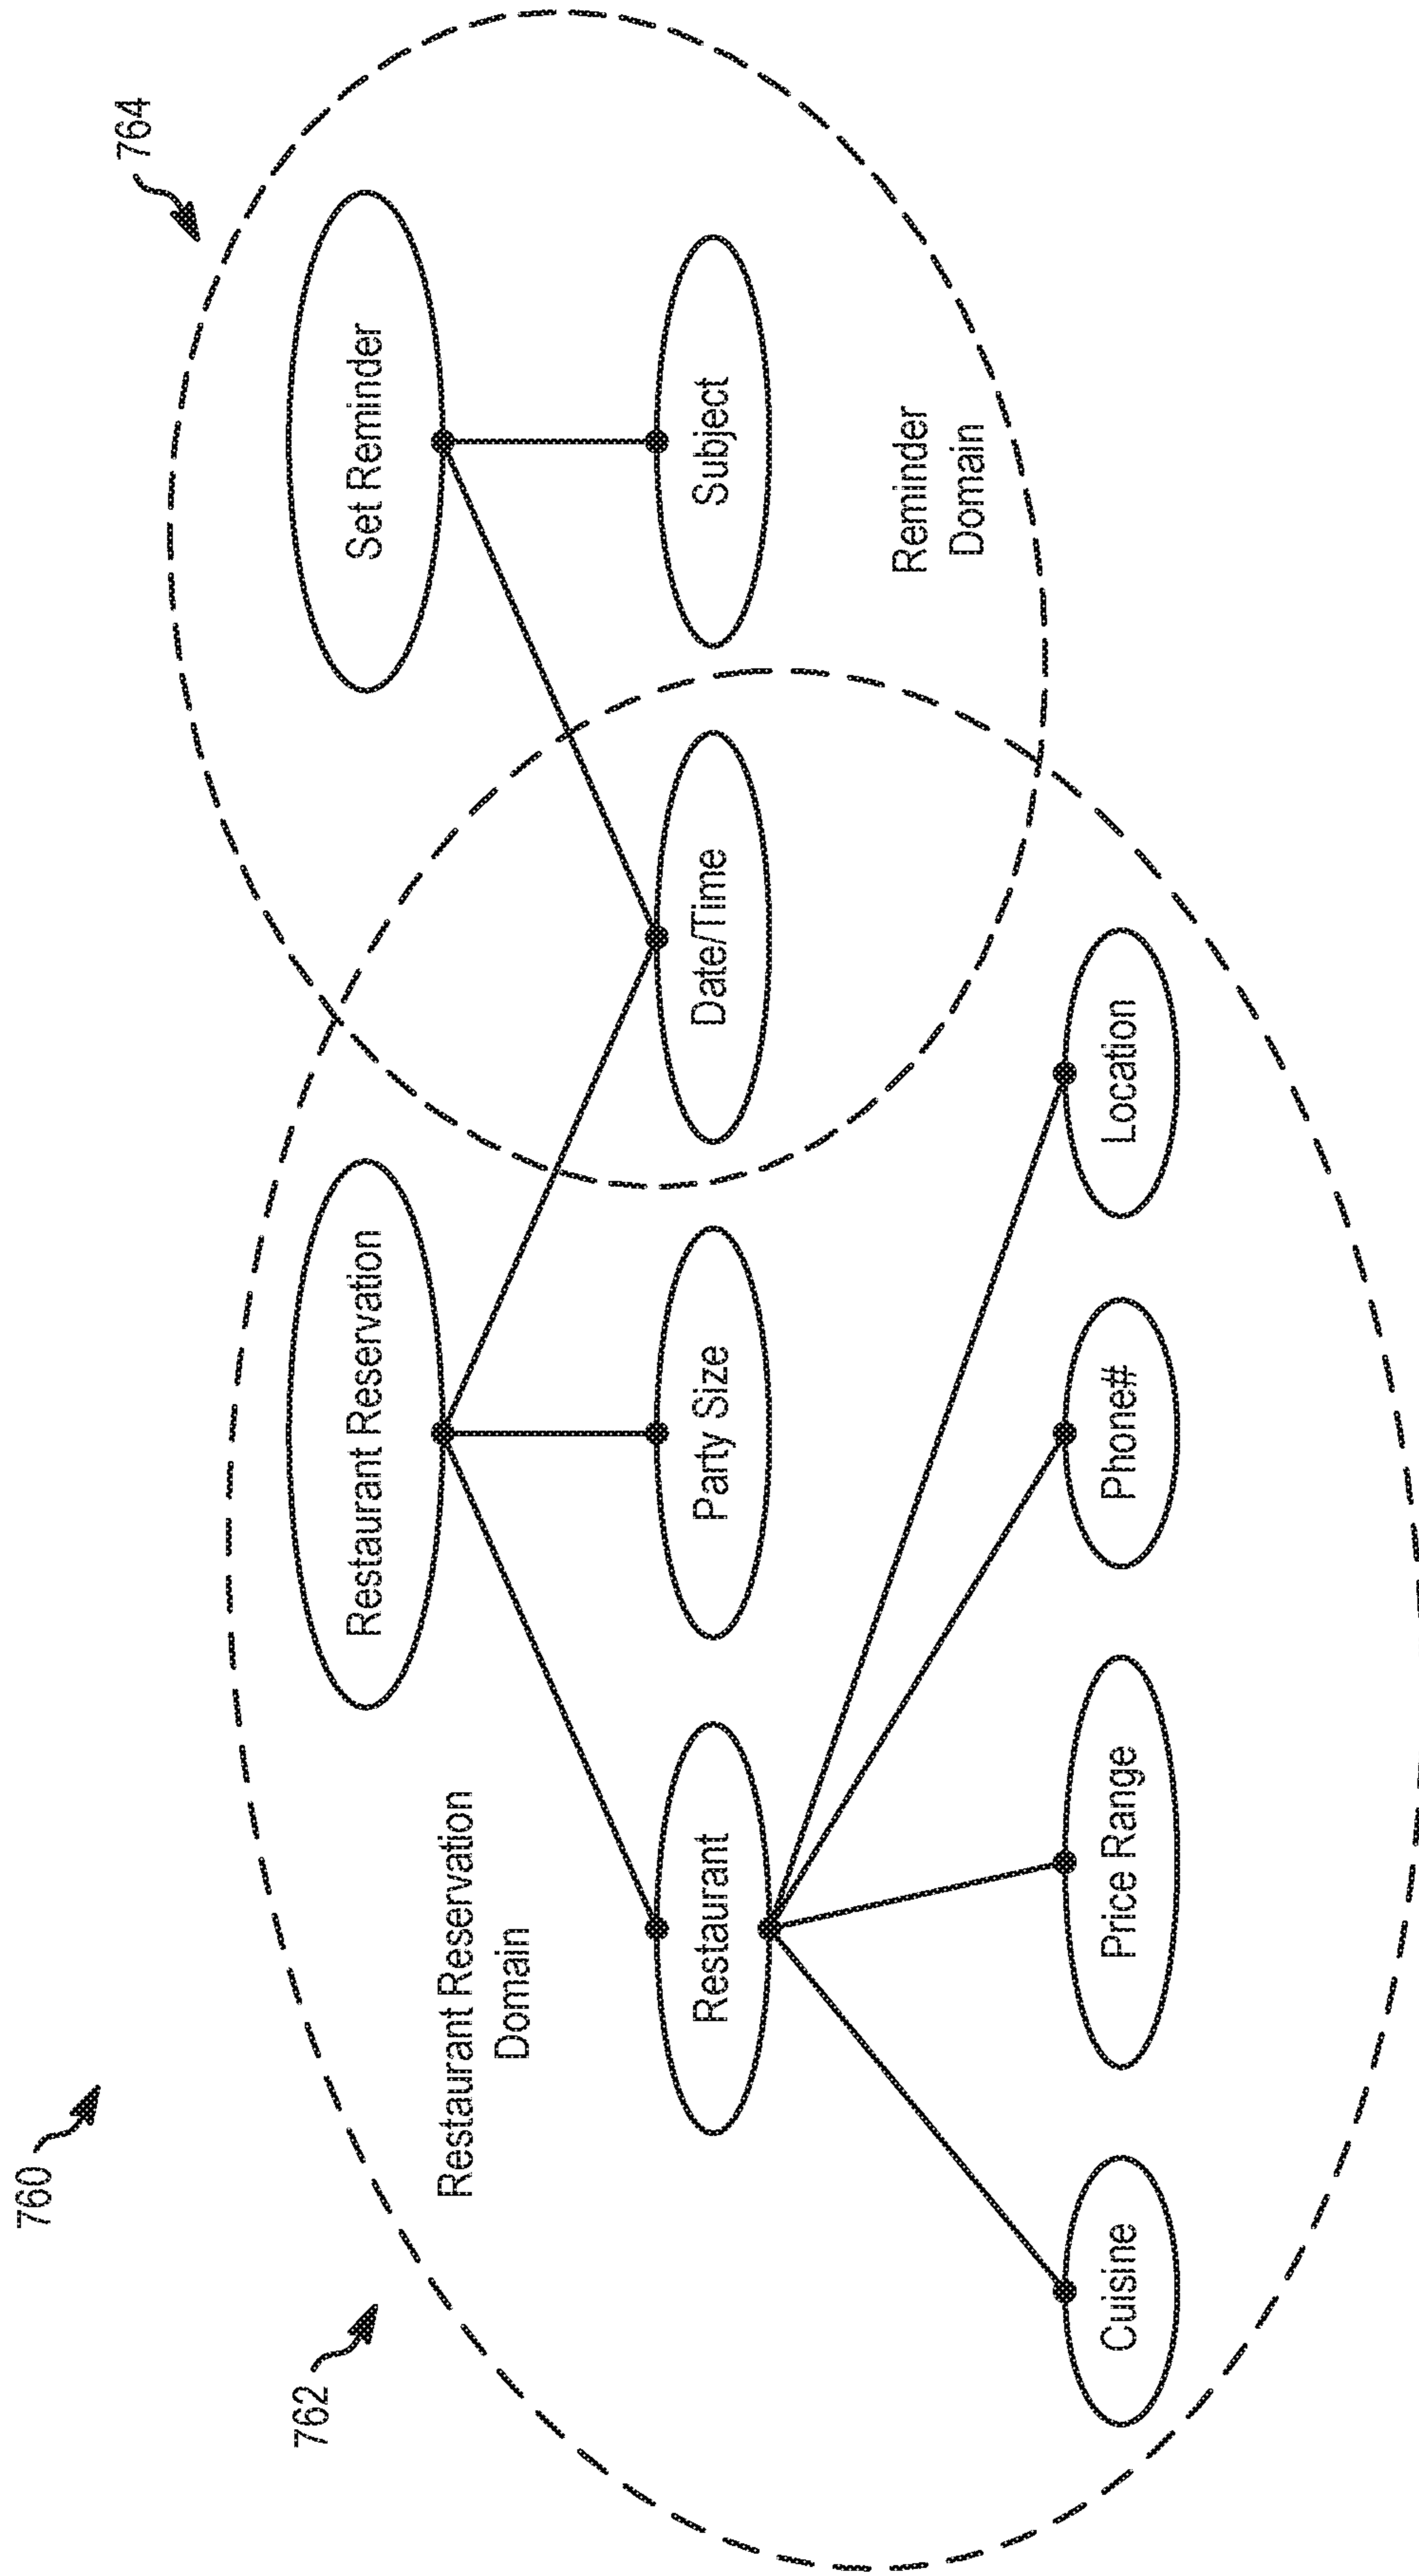 760
762
764
Restaurant Reservation
Set Reminder
Restaurant Reservation
Domain
Restaurant
Party Size
Date/Time
Subject
Reminder
Domain
Cuisine
Price Range
Phone#
Location